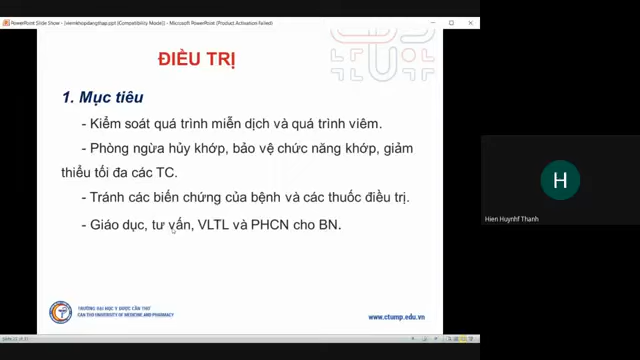 PowerPoint Slide Show - [viemkhopdangthap.ppt [Compatibility Mode]] - Microsoft PowerPoint (Product Activation Failed)
ĐIỀU TRỊ
1. Mục tiêu
- Kiểm soát quá trình miễn dịch và quá trình viêm.
- Phòng ngừa hủy khớp, bảo vệ chức năng khớp, giảm
thiểu tối đa các TC.
- Tránh các biến chứng của bệnh và các thuốc điều trị.
- Giáo dục, tư vấn, VLTL và PHCN cho BN.
H
Hien Huynhf Thanh
TRƯỜNG ĐẠI HỌC Y DƯỢC CẦN THƠ
CAN THO UNIVERSITY OF MEDICINE AND PHARMACY
www.ctump.edu.vn